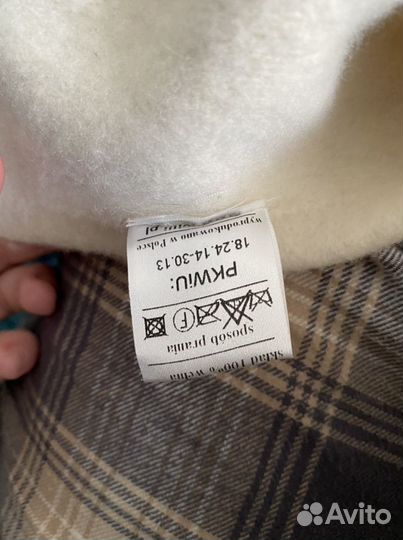 skład 100% wełna
sposób prania
F
PKWiU:
18.24.14-30.13
wyprodukowano w Polsce
Avito